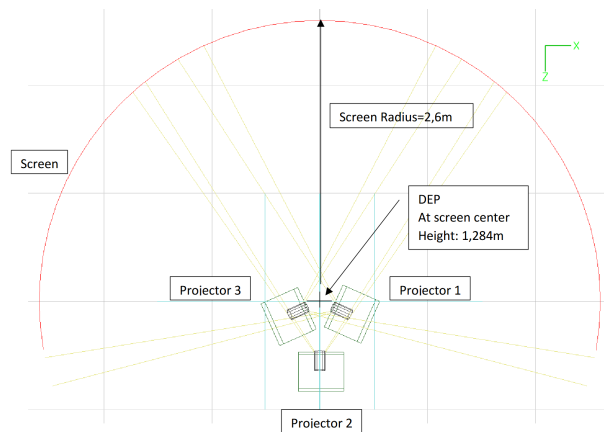 X
Z
Screen Radius=2,6m
Screen
DEP
At screen center
Height: 1,284m
Projector 3
Projector 1
Projector 2